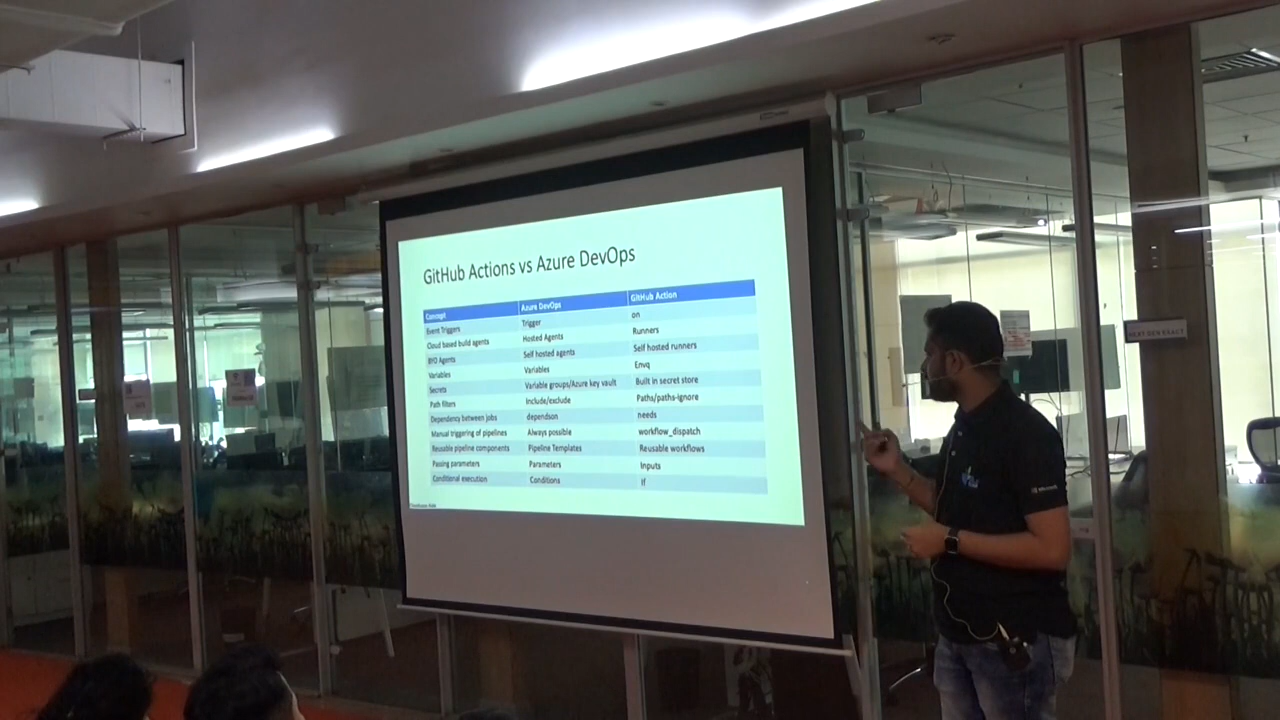 GitHub Actions vs Azure DevOps
Concept Azure DevOps GitHub Action
Event Triggers Trigger on
Cloud based build agents Hosted Agents Runners
BYO Agents Self hosted agents Self hosted runners
Variables Variables Envq
Secrets Variable groups/Azure key vault Built in secret store
Path filters Include/exclude Paths/paths-ignore
Dependency between jobs dependson needs
Manual triggering of pipelines Always possible workflow_dispatch
Reusable pipeline components Pipeline Templates Reusable workflows
Passing parameters Parameters Inputs
Conditional execution Conditions if
Microsoft